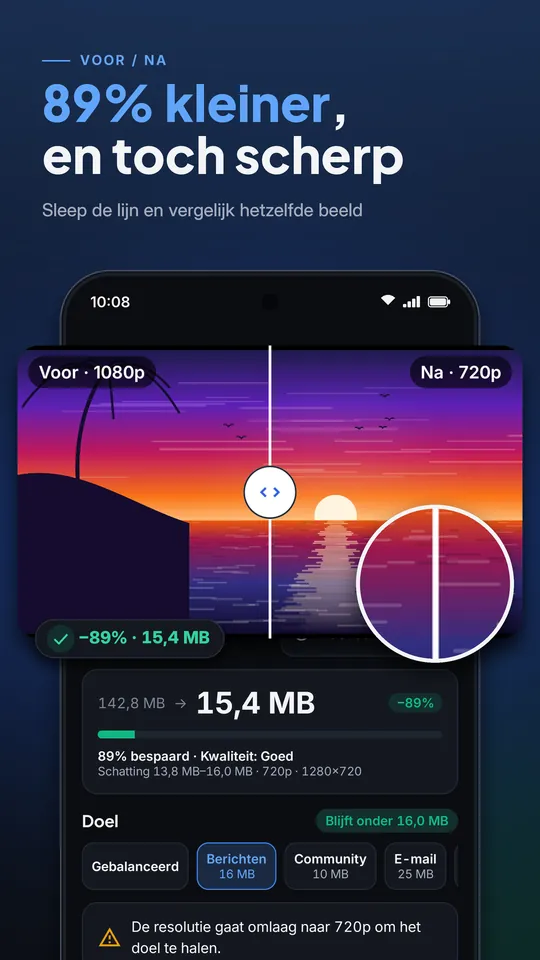 VOOR / NA
89% kleiner,
en toch scherp
Sleep de lijn en vergelijk hetzelfde beeld
10:08
Voor · 1080p
Na · 720p
−89% · 15,4 MB
142,8 MB → 15,4 MB
−89%
89% bespaard · Kwaliteit: Goed
Schatting 13,8 MB–16,0 MB · 720p · 1280×720
Doel
Blijft onder 16,0 MB
Gebalanceerd
Berichten
16 MB
Community
10 MB
E-mail
25 MB
De resolutie gaat omlaag naar 720p om het
doel te halen.